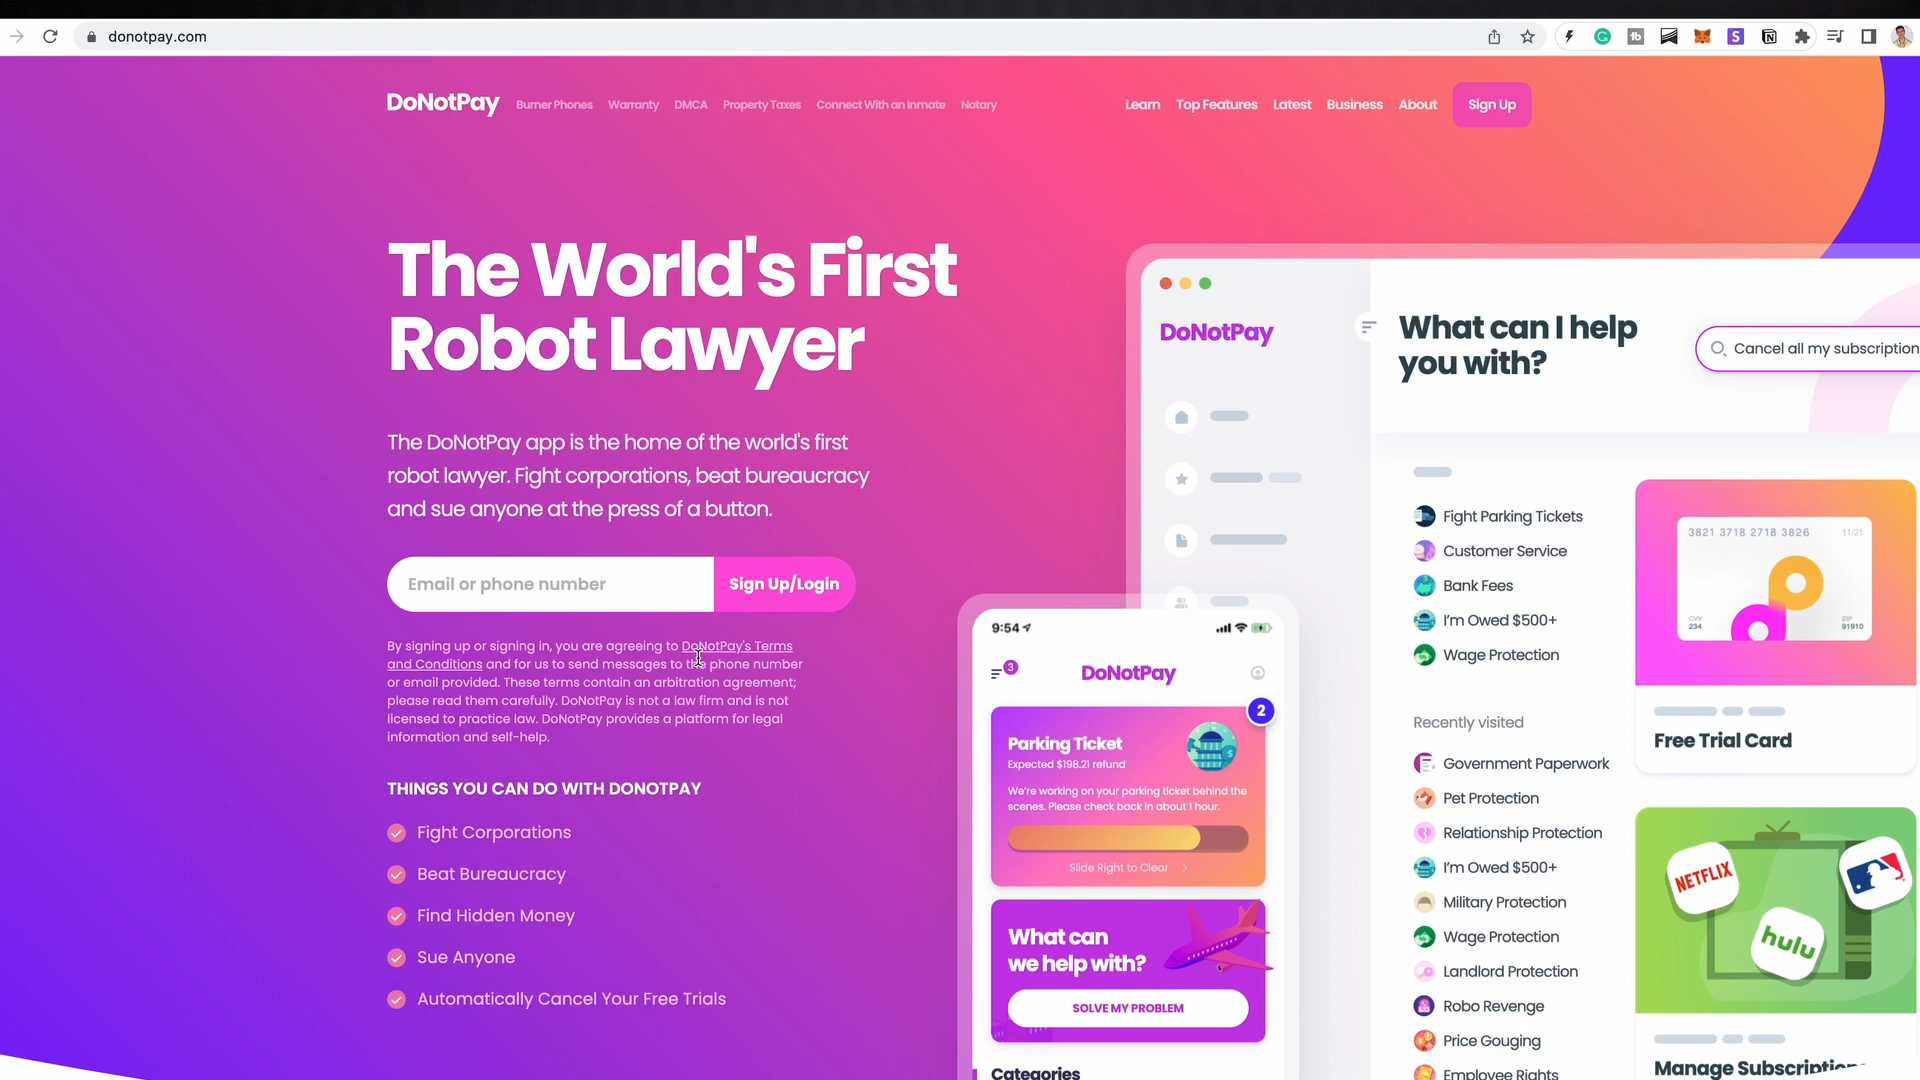 donotpay.com
DoNotPay Burner Phones Warranty DMCA Property Taxes Connect With an Inmate Notary
Learn Top Features Latest Business About Sign Up
The World's First
Robot Lawyer
The DoNotPay app is the home of the world's first
robot lawyer. Fight corporations, beat bureaucracy
and sue anyone at the press of a button.
Email or phone number Sign Up/Login
By signing up or signing in, you are agreeing to DoNotPay's Terms
and Conditions and for us to send messages to the phone number
or email provided. These terms contain an arbitration agreement;
please read them carefully. DoNotPay is not a law firm and is not
licensed to practice law. DoNotPay provides a platform for legal
information and self-help.
THINGS YOU CAN DO WITH DONOTPAY
Fight Corporations
Beat Bureaucracy
Find Hidden Money
Sue Anyone
Automatically Cancel Your Free Trials
DoNotPay
What can I help
you with?
Cancel all my subscription
Fight Parking Tickets
Customer Service
Bank Fees
I'm Owed $500+
Wage Protection
Recently visited
Government Paperwork
Pet Protection
Relationship Protection
I'm Owed $500+
Military Protection
Wage Protection
Landlord Protection
Robo Revenge
Price Gouging
Employee Rights
3821 3718 2718 3826 11/21
CVV
234
ZIP
91910
Free Trial Card
NETFLIX
hulu
Manage Subscription
9:54
3
DoNotPay
2
Parking Ticket
Expected $198.21 refund
We're working on your parking ticket behind the
scenes. Please check back in about 1 hour.
Slide Right to Clear
What can
we help with?
SOLVE MY PROBLEM
Categories